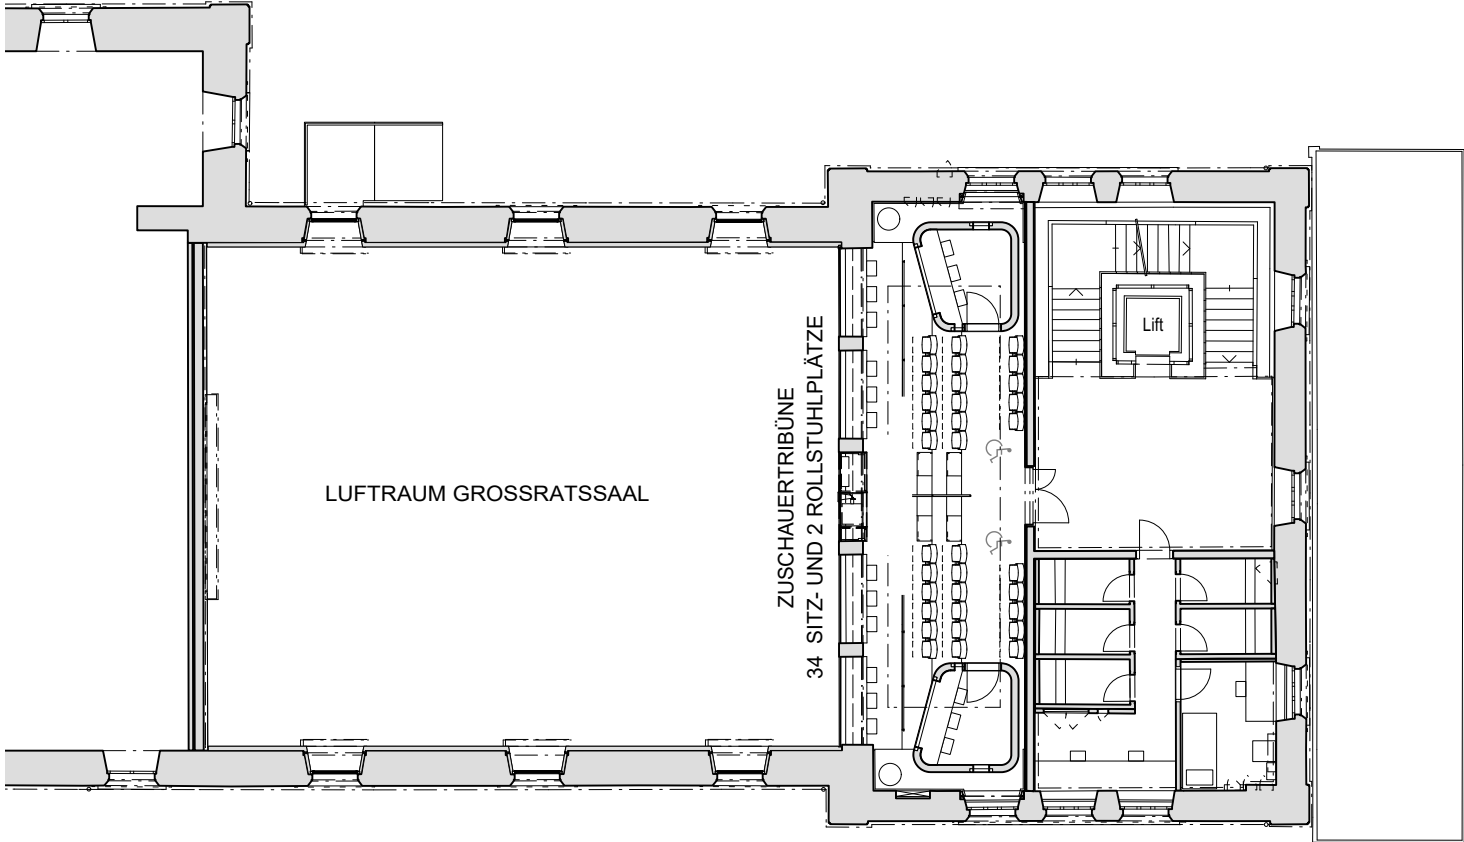 LUFTRAUM GROSSRATSSAAL
ZUSCHAUERTRIBÜNE
34 SITZ- UND 2 ROLLSTUHLPLÄTZE
Lift